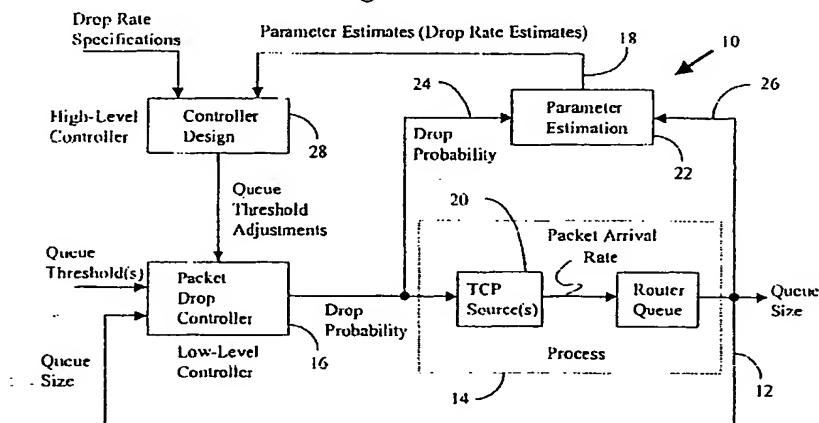 Drop Rate
Specifications
Parameter Estimates (Drop Rate Estimates)
18
10
24
26
High-Level
Controller
Controller
Design
28
Parameter
Estimation
22
Drop
Probability
Queue
Threshold
Adjustments
20
Packet Arrival
Rate
Queue
Threshold(s)
Packet
Drop
Controller
TCP
Source(s)
Router
Queue
Queue
Size
Drop
Probability
Process
Queue
Size
Low-Level
Controller
16
14
12